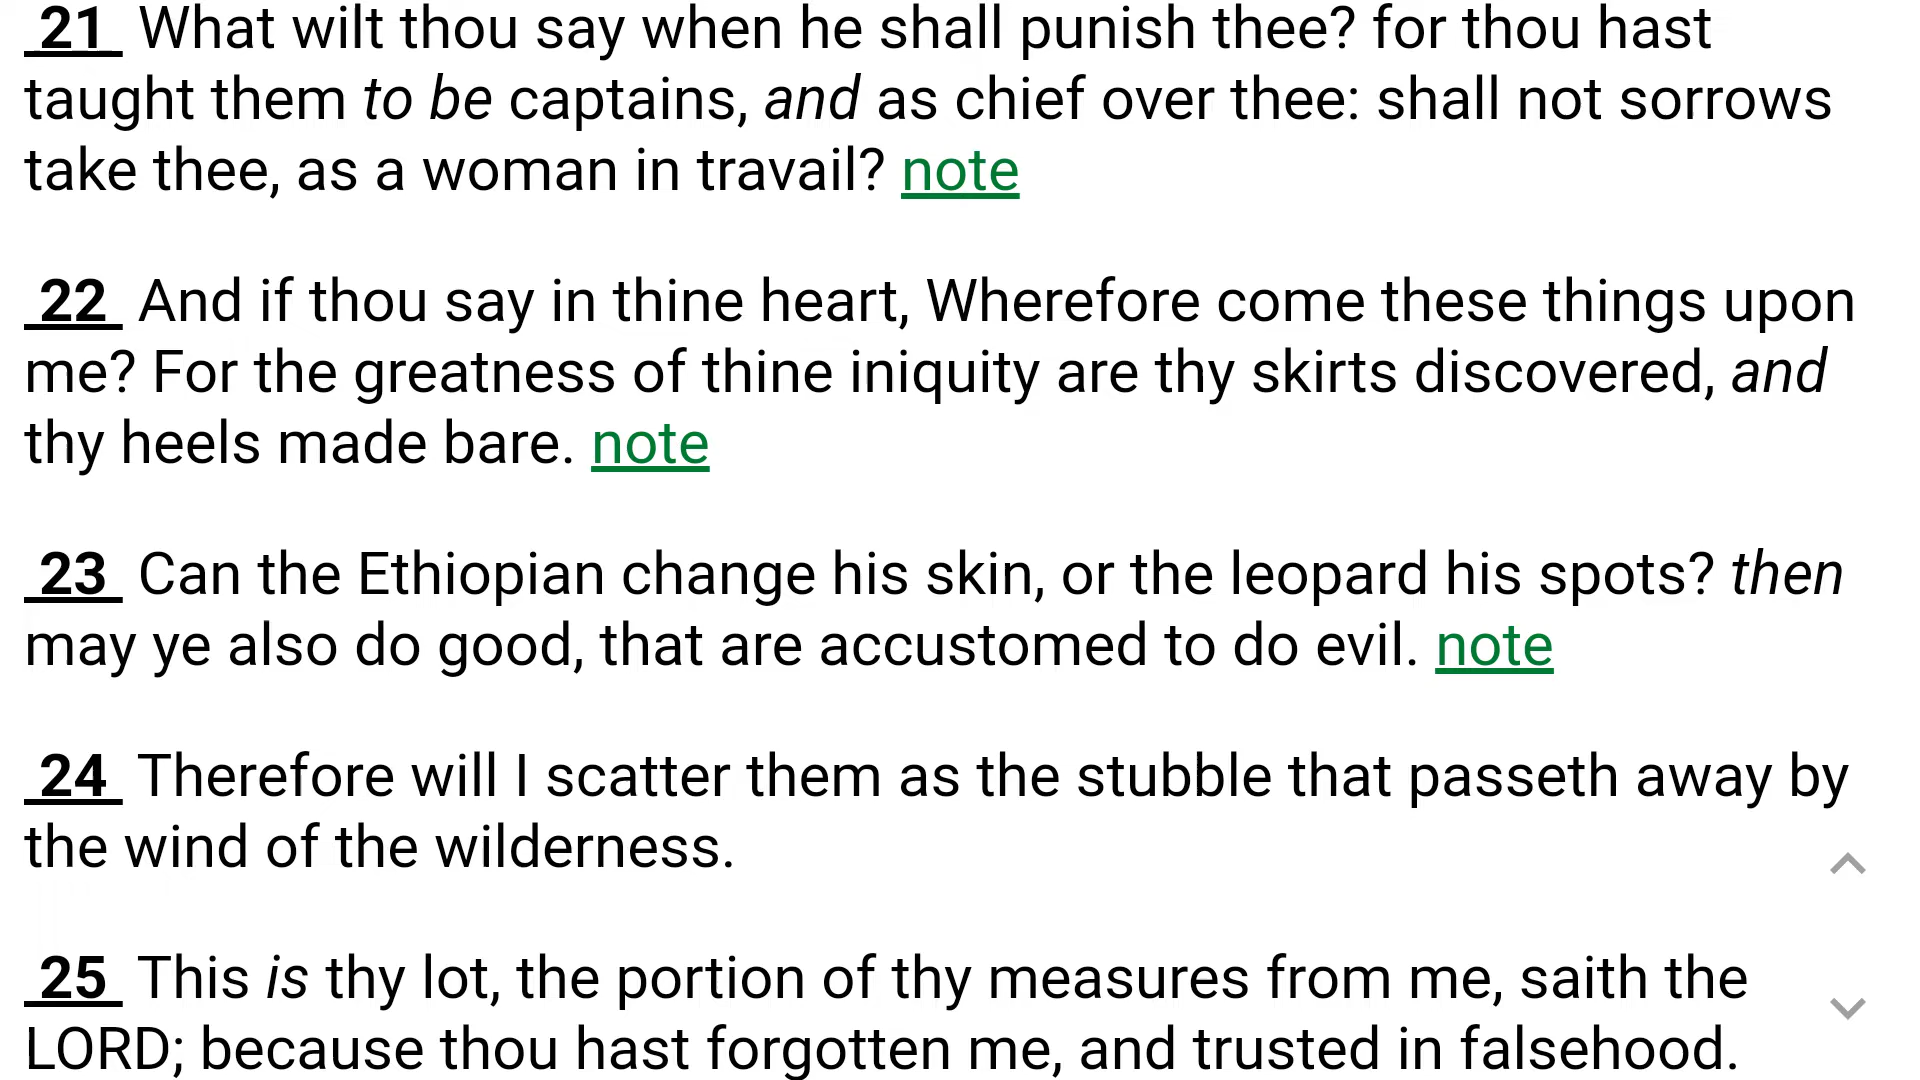 21 What wilt thou say when he shall punish thee? for thou hast
taught them to be captains, and as chief over thee: shall not sorrows
take thee, as a woman in travail? note
22 And if thou say in thine heart, Wherefore come these things upon
me? For the greatness of thine iniquity are thy skirts discovered, and
thy heels made bare. note
23 Can the Ethiopian change his skin, or the leopard his spots? then
may ye also do good, that are accustomed to do evil. note
24 Therefore will I scatter them as the stubble that passeth away by
the wind of the wilderness.
25 This is thy lot, the portion of thy measures from me, saith the
LORD; because thou hast forgotten me, and trusted in falsehood.